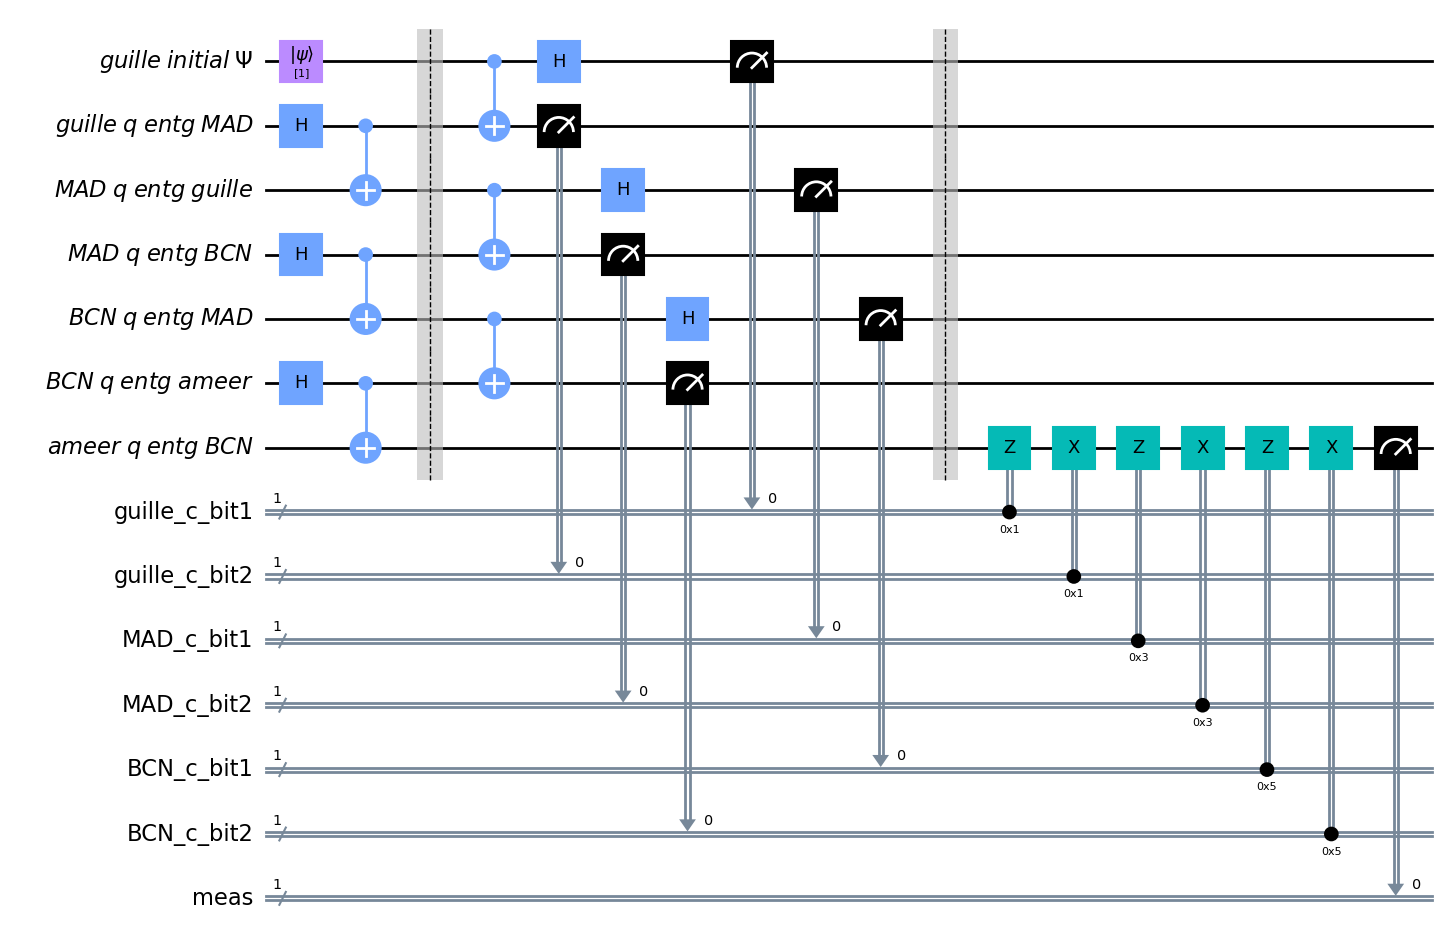 guille initial Ψ |ψ⟩ H
[1]
guille q entg MAD H
MAD q entg guille H
MAD q entg BCN H
BCN q entg MAD H
BCN q entg ameer H
ameer q entg BCN Z X Z X Z X
guille_c_bit1 1 0 0x1
guille_c_bit2 1 0 0x1
MAD_c_bit1 1 0 0x3
MAD_c_bit2 1 0 0x3
BCN_c_bit1 1 0 0x5
BCN_c_bit2 1 0 0x5
meas 1 0